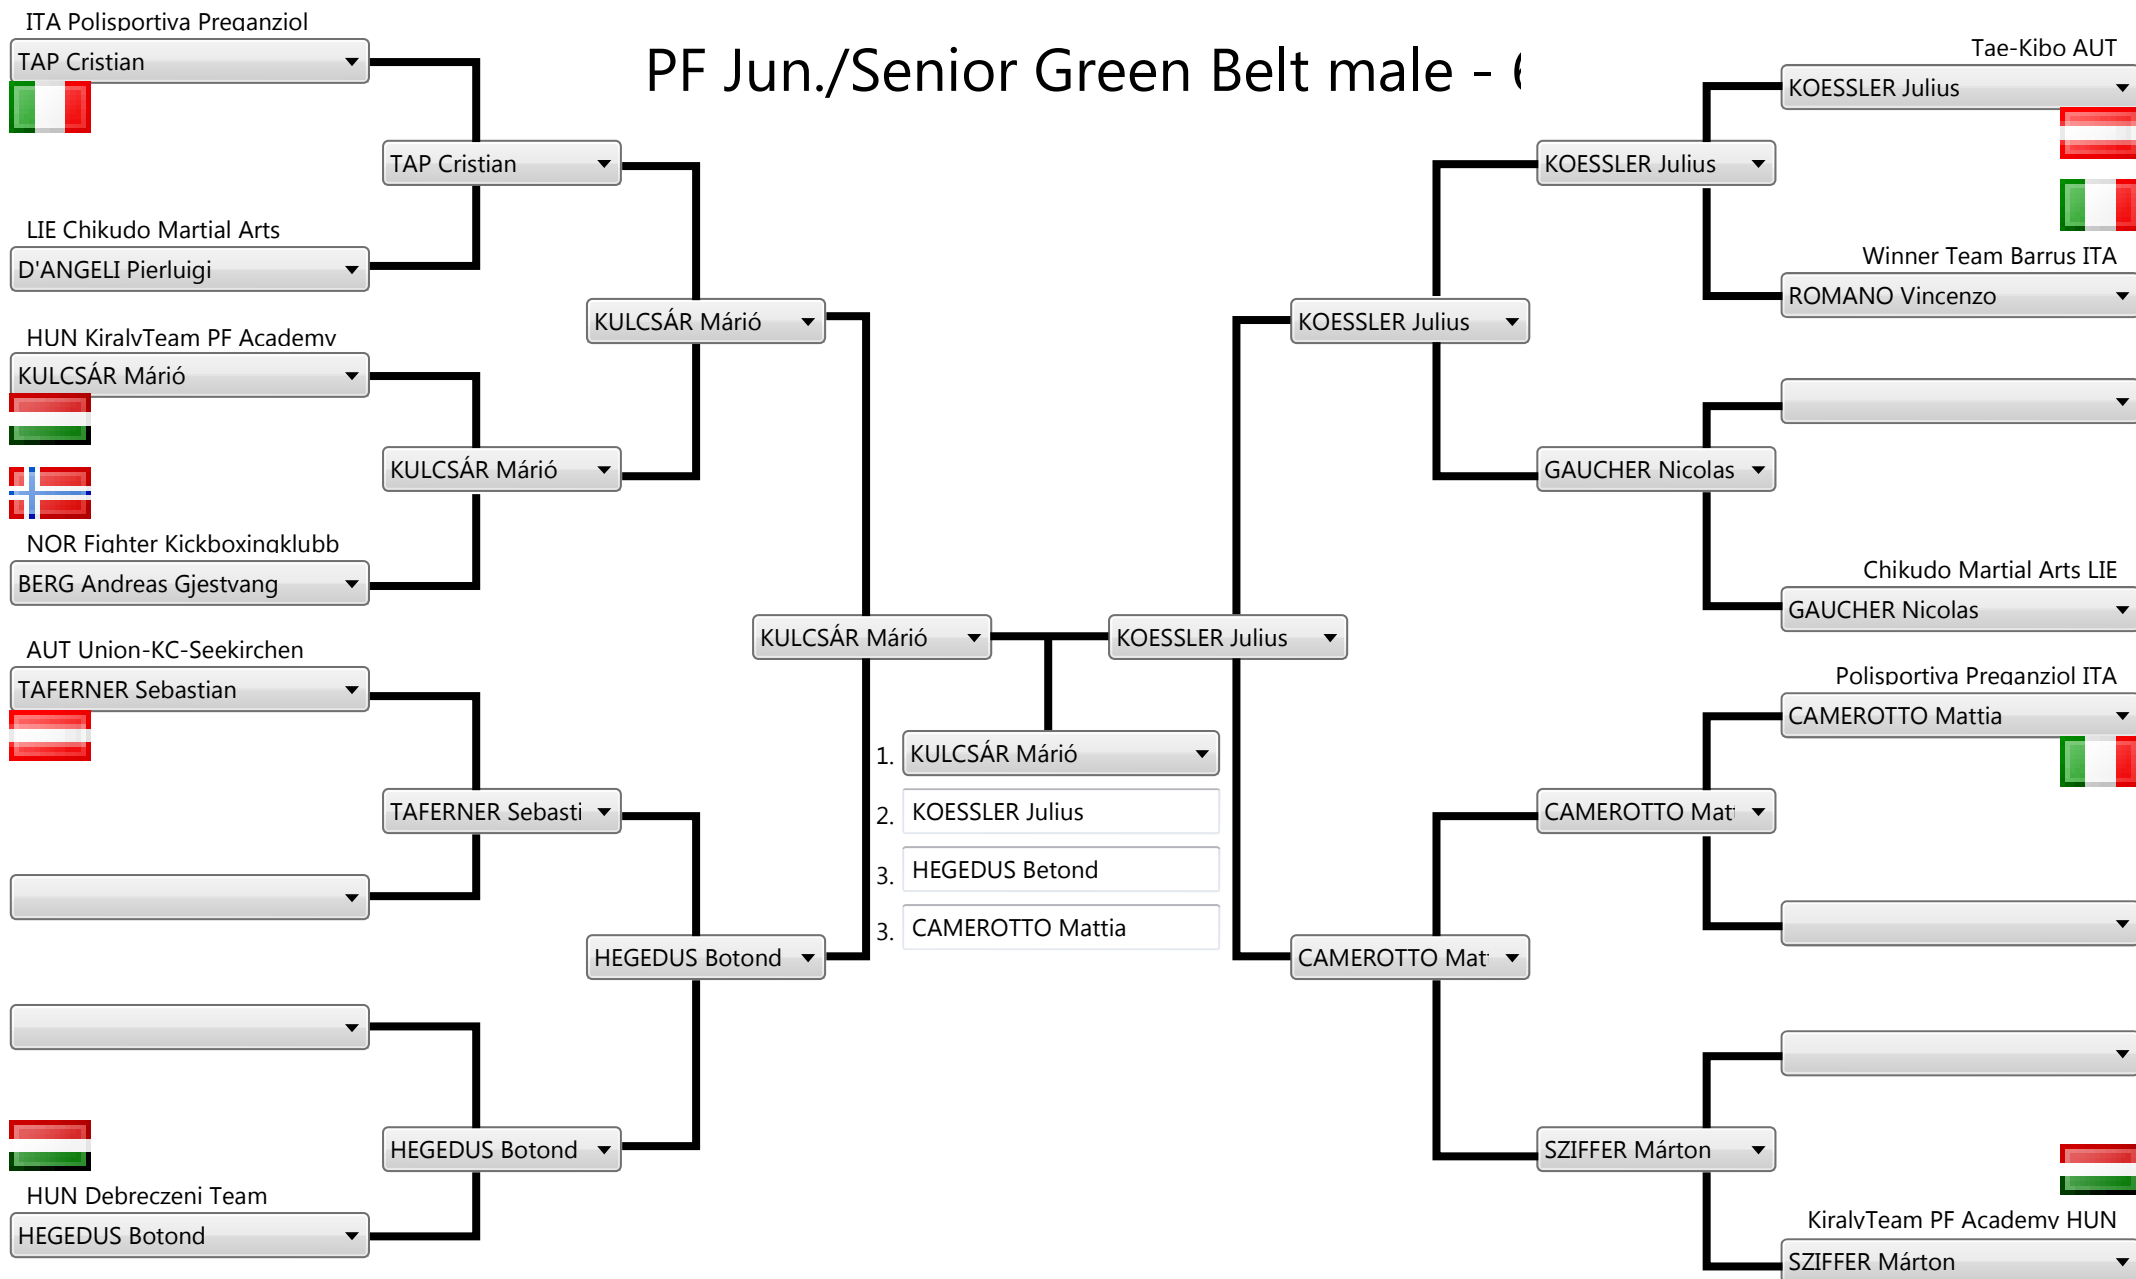 PF Jun./Senior Green Belt male -
ITA Polisportiva Preganziol
TAP Cristian
TAP Cristian
LIE Chikudo Martial Arts
D'ANGELI Pierluigi
KULCSÁR Márió
HUN KiralyTeam PF Academy
KULCSÁR Márió
KULCSÁR Márió
NOR Fighter Kickboxingklubb
BERG Andreas Gjestvang
KULCSÁR Márió
AUT Union-KC-Seekirchen
TAFERNER Sebastian
TAFERNER Sebasti
HEGEDUS Botond
HEGEDUS Botond
HUN Debreczeni Team
HEGEDUS Botond
1. KULCSÁR Márió
2. KOESSLER Julius
3. HEGEDUS Betond
3. CAMEROTTO Mattia
Tae-Kibo AUT
KOESSLER Julius
KOESSLER Julius
Winner Team Barrus ITA
ROMANO Vincenzo
KOESSLER Julius
GAUCHER Nicolas
Chikudo Martial Arts LIE
GAUCHER Nicolas
KOESSLER Julius
Polisportiva Preganziol ITA
CAMEROTTO Mattia
CAMEROTTO Mat
CAMEROTTO Mat
SZIFFER Márton
KiralyTeam PF Academy HUN
SZIFFER Márton